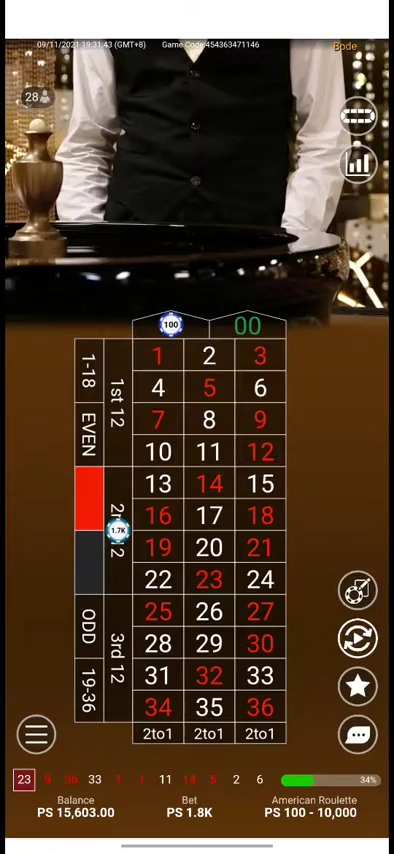 09/11/2021 19:31:43 (GMT+8) Game Code:454363471146 Bode
28
100 00
1-18 1st 12 1 2 3
4 5 6
EVEN 7 8 9
10 11 12
13 14 15
1.7K 16 17 18
19 20 21
22 23 24
ODD 3rd 12 25 26 27
28 29 30
19-36 31 32 33
34 35 36
2to1 2to1 2to1
23 9 36 33 1 1 11 14 5 2 6 34%
Balance Bet American Roulette
PS 15,603.00 PS 1.8K PS 100 - 10,000